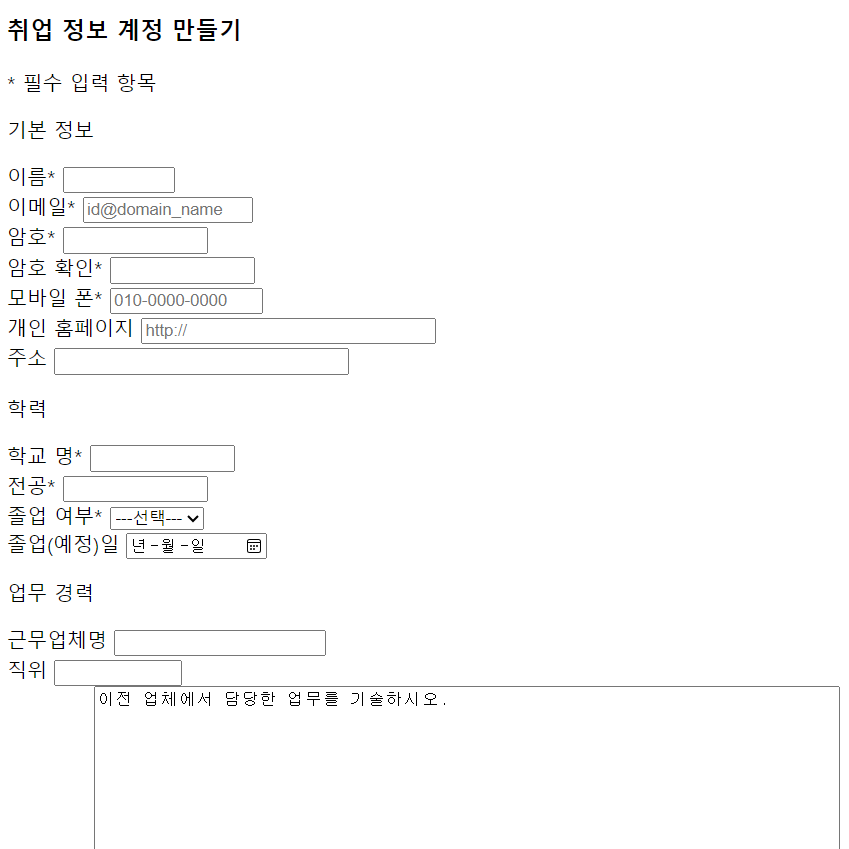 취업 정보 계정 만들기
* 필수 입력 항목
기본 정보
이름*
이메일* id@domain_name
암호*
암호 확인*
모바일 폰* 010-0000-0000
개인 홈페이지 http://
주소
학력
학교 명*
전공*
졸업 여부* ---선택---
졸업(예정)일 년-월-일
업무 경력
근무업체명
직위
이전 업체에서 담당한 업무를 기술하시오.